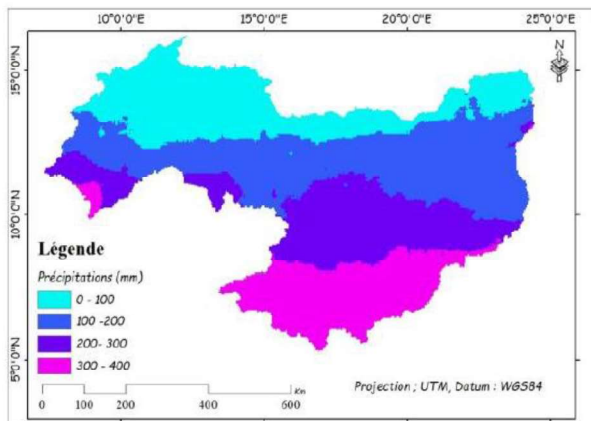 10°0'0"E 15°0'0"E 20°0'0"E 25°0'0"E
N
15°0'0"N
10°0'0"N
5°0'0"N
Légende
Précipitations (mm)
0 - 100
100 -200
200- 300
300 - 400
Km
0 100 200 400 600
Projection ; UTM, Datum : WGS84